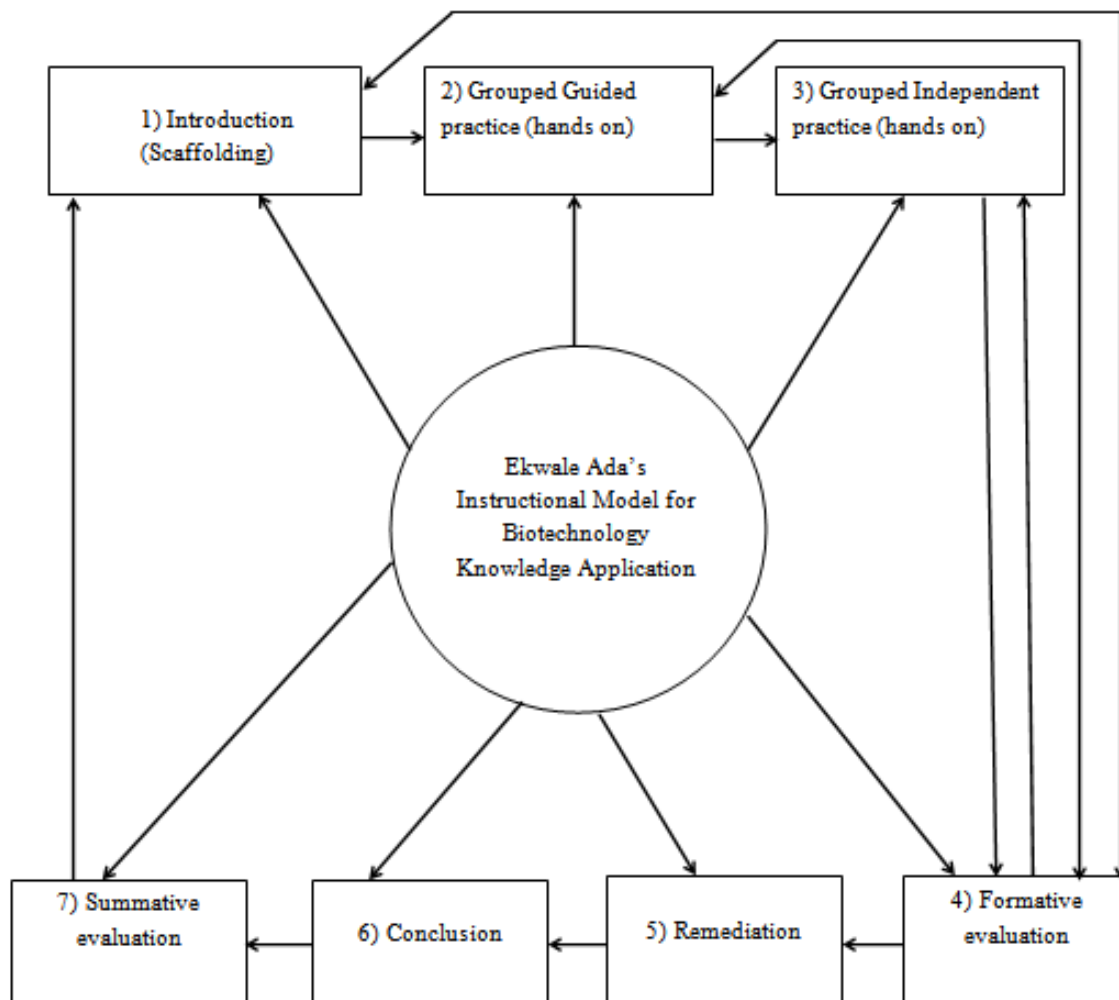 1) Introduction
(Scaffolding)
2) Grouped Guided
practice (hands on)
3) Grouped Independent
practice (hands on)
Ekwale Ada’s
Instructional Model for
Biotechnology
Knowledge Application
7) Summative
evaluation
6) Conclusion
5) Remediation
4) Formative
evaluation